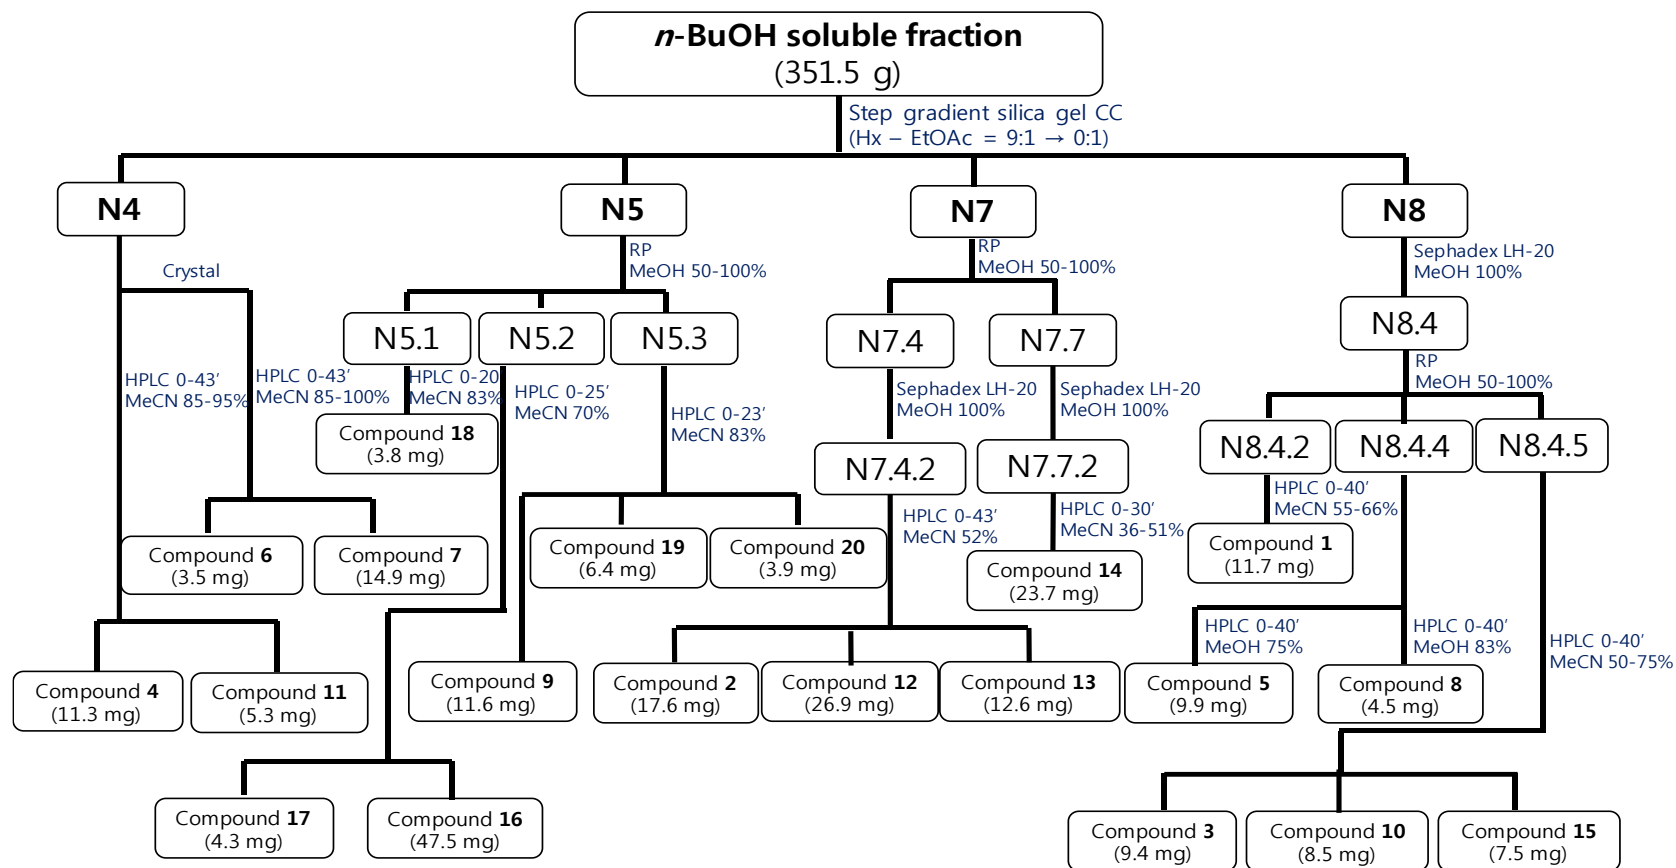 n-BuOH soluble fraction
(351.5 g)
Step gradient silica gel CC
(Hx – EtOAc = 9:1 → 0:1)
N4
N5
N7
N8
RP
MeOH 50-100%
RP
MeOH 50-100%
Sephadex LH-20
MeOH 100%
Crystal
N5.1
N5.2
N5.3
N7.4
N7.7
N8.4
HPLC 0-43′
MeCN 85-95%
HPLC 0-43′
MeCN 85-100%
HPLC 0-20
MeCN 83%
HPLC 0-25′
MeCN 70%
HPLC 0-23′
MeCN 83%
Sephadex LH-20
MeOH 100%
Sephadex LH-20
MeOH 100%
RP
MeOH 50-100%
Compound 18
(3.8 mg)
N7.4.2
N7.7.2
N8.4.2
N8.4.4
N8.4.5
HPLC 0-43′
MeCN 52%
HPLC 0-30′
MeCN 36-51%
HPLC 0-40′
MeCN 55-66%
Compound 6
(3.5 mg)
Compound 7
(14.9 mg)
Compound 19
(6.4 mg)
Compound 20
(3.9 mg)
Compound 14
(23.7 mg)
Compound 1
(11.7 mg)
HPLC 0-40′
MeOH 75%
HPLC 0-40′
MeOH 83%
HPLC 0-40′
MeCN 50-75%
Compound 4
(11.3 mg)
Compound 11
(5.3 mg)
Compound 9
(11.6 mg)
Compound 2
(17.6 mg)
Compound 12
(26.9 mg)
Compound 13
(12.6 mg)
Compound 5
(9.9 mg)
Compound 8
(4.5 mg)
Compound 17
(4.3 mg)
Compound 16
(47.5 mg)
Compound 3
(9.4 mg)
Compound 10
(8.5 mg)
Compound 15
(7.5 mg)